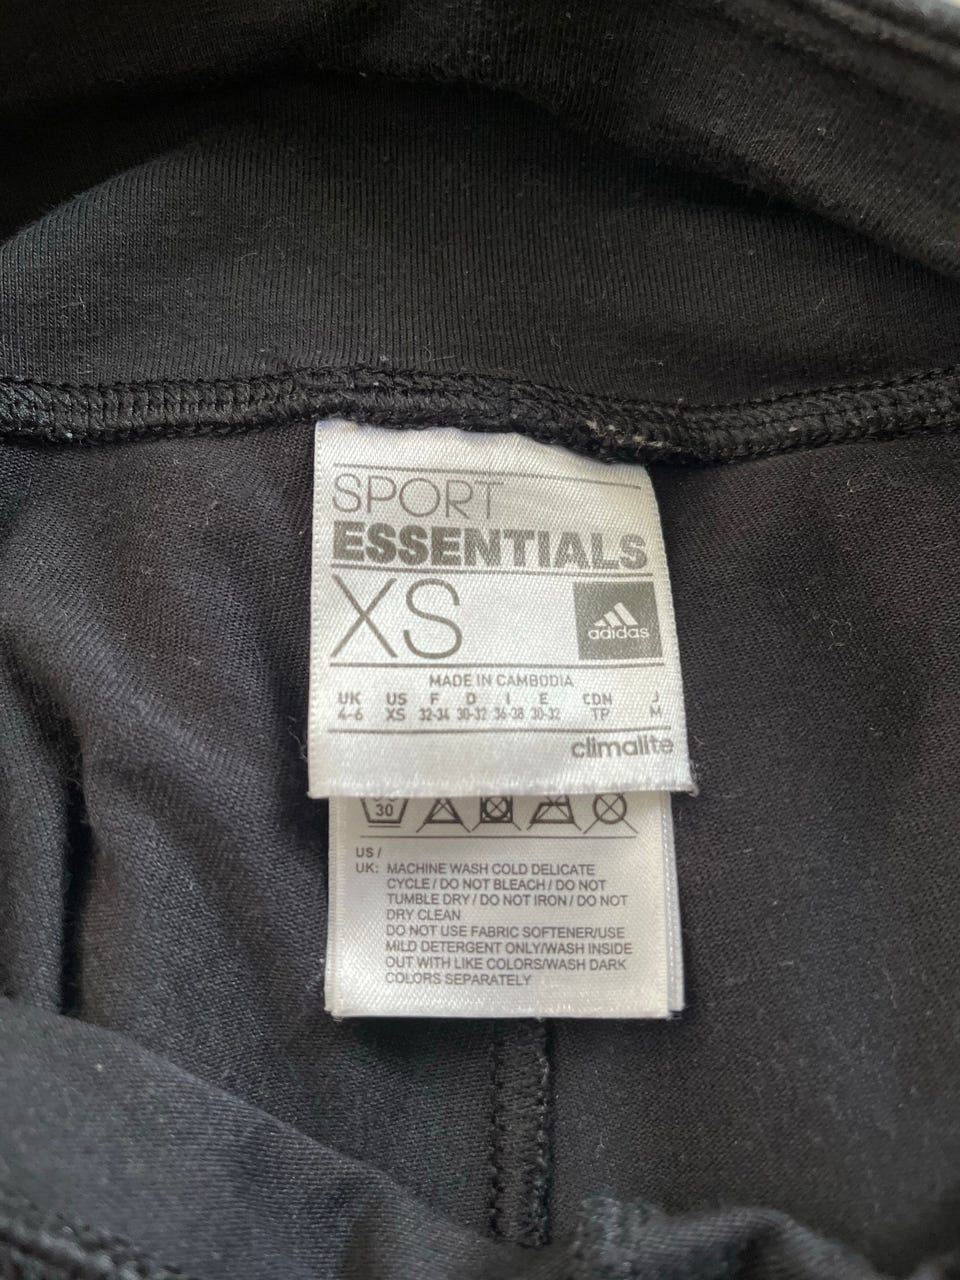 SPORT
ESSENTIALS
XS
adidas
MADE IN CAMBODIA
UK US F D I E CDN J
4-6 XS 32-34 30-32 36-38 30-32 TP M
climalite
30
US /
UK: MACHINE WASH COLD DELICATE
CYCLE / DO NOT BLEACH / DO NOT
TUMBLE DRY / DO NOT IRON / DO NOT
DRY CLEAN
DO NOT USE FABRIC SOFTENER/USE
MILD DETERGENT ONLY/WASH INSIDE
OUT WITH LIKE COLORS/WASH DARK
COLORS SEPARATELY